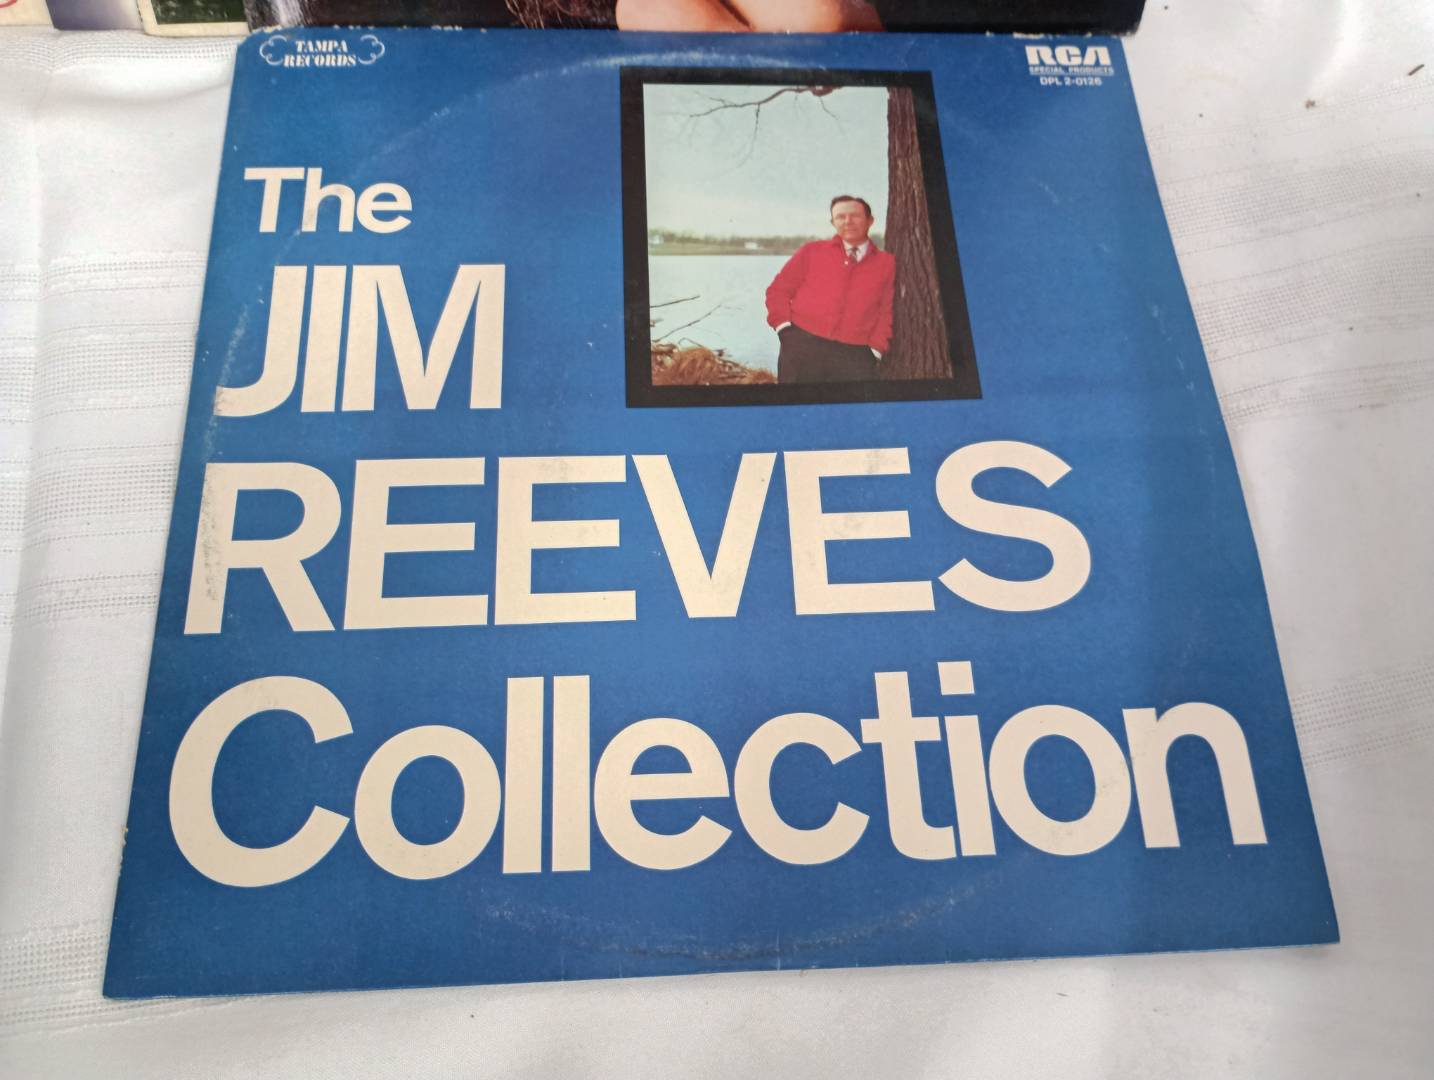 TAMPA
RECORDS
RCA
SPECIAL PRODUCTS
DPL 2-0126
The
JIM
REEVES
Collection